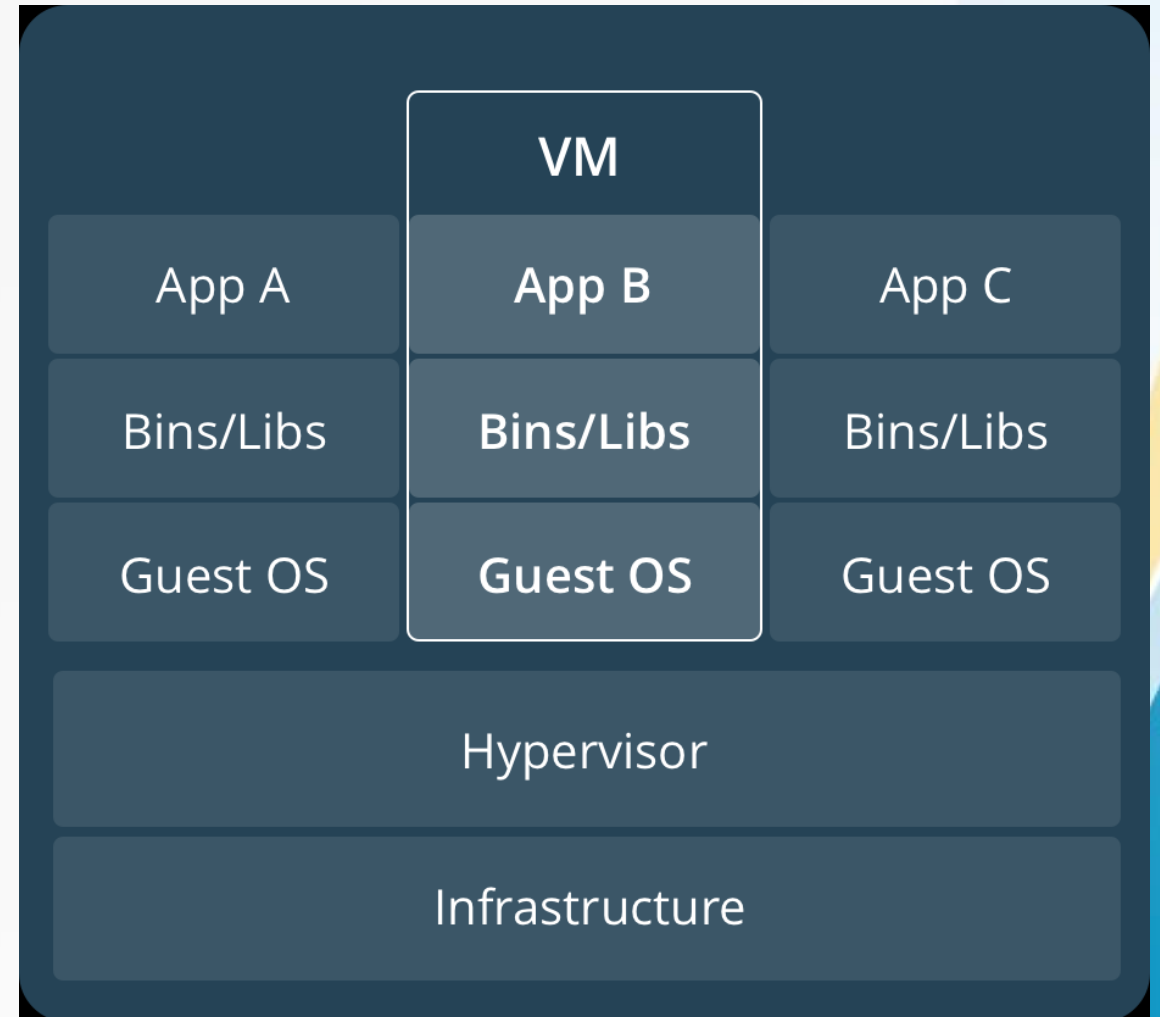 VM
App A
App B
App C
Bins/Libs
Bins/Libs
Bins/Libs
Guest OS
Guest OS
Guest OS
Hypervisor
Infrastructure